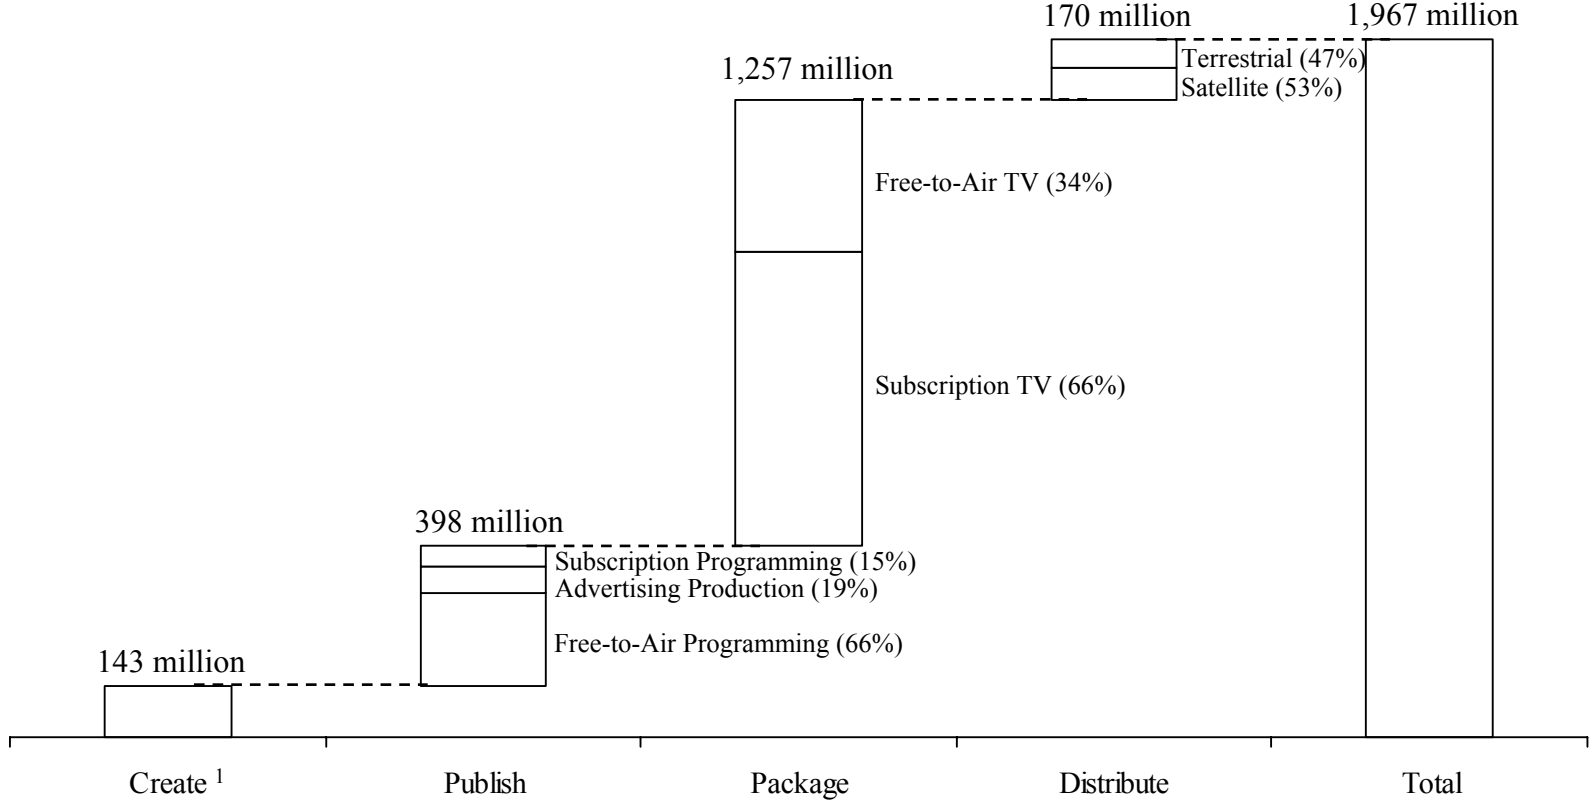 170 million
1,967 million
Terrestrial (47%)
1,257 million
Satellite (53%)
Free-to-Air TV (34%)
Subscription TV (66%)
398 million
Subscription Programming (15%)
Advertising Production (19%)
Free-to-Air Programming (66%)
143 million
Create 1
Publish
Package
Distribute
Total